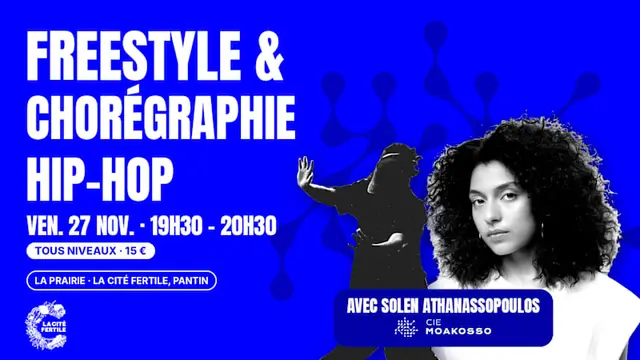 FREESTYLE &
CHORÉGRAPHIE
HIP-HOP
VEN. 27 NOV. · 19H30 - 20H30
TOUS NIVEAUX · 15 €
LA PRAIRIE · LA CITÉ FERTILE, PANTIN
LA CITÉ
FERTILE
AVEC SOLEN ATHANASSOPOULOS
CIE
MOAKOSSO